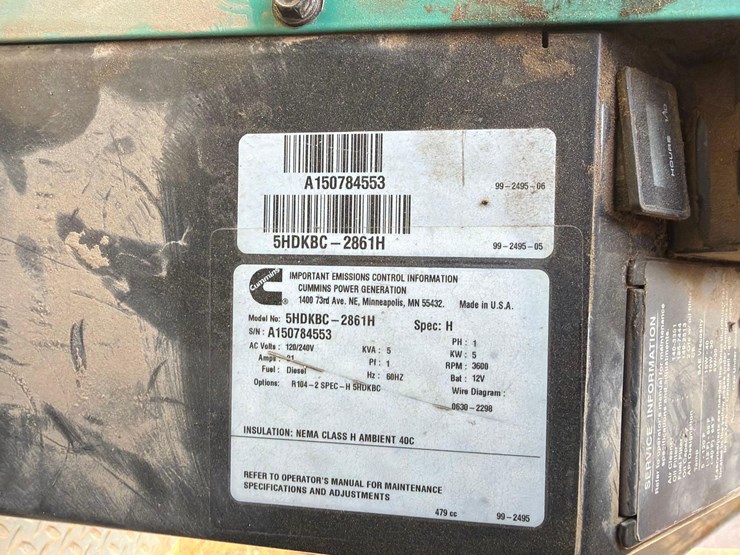 A150784553
99-2495-06
5HDKBC-2861H
99-2495-05
Cummins
®
IMPORTANT EMISSIONS CONTROL INFORMATION
CUMMINS POWER GENERATION
1400 73rd Ave. NE, Minneapolis, MN 55432. Made in U.S.A.
Model No: 5HDKBC-2861H Spec: H
S/N: A150784553
AC Volts: 120/240V KVA: 5 PH: 1
Amps: 21 Pf: 1 KW: 5
Fuel: Diesel Hz: 60HZ RPM: 3600
Options: R104-2 SPEC-H 5HDKBC Bat: 12V
Wire Diagram:
0630-2298
INSULATION: NEMA CLASS H AMBIENT 40C
REFER TO OPERATOR'S MANUAL FOR MAINTENANCE
SPECIFICATIONS AND ADJUSTMENTS
479 cc
99-2495
HOURS
SERVICE INFORMATION